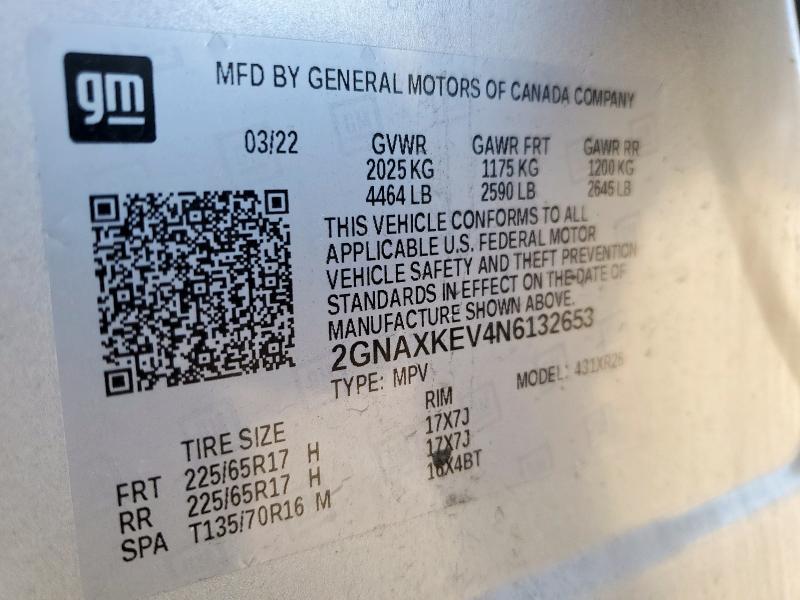 gm
MFD BY GENERAL MOTORS OF CANADA COMPANY
03/22 GVWR GAWR FRT GAWR RR
2025 KG 1175 KG 1200 KG
4464 LB 2590 LB 2645 LB
THIS VEHICLE CONFORMS TO ALL
APPLICABLE U.S. FEDERAL MOTOR
VEHICLE SAFETY AND THEFT PREVENTION
STANDARDS IN EFFECT ON THE DATE OF
MANUFACTURE SHOWN ABOVE.
2GNAXKEV4N6132653
TYPE: MPV MODEL: 431XR26
TIRE SIZE RIM
FRT 225/65R17 H 17X7J
RR 225/65R17 H 17X7J
SPA T135/70R16 M 16X4BT